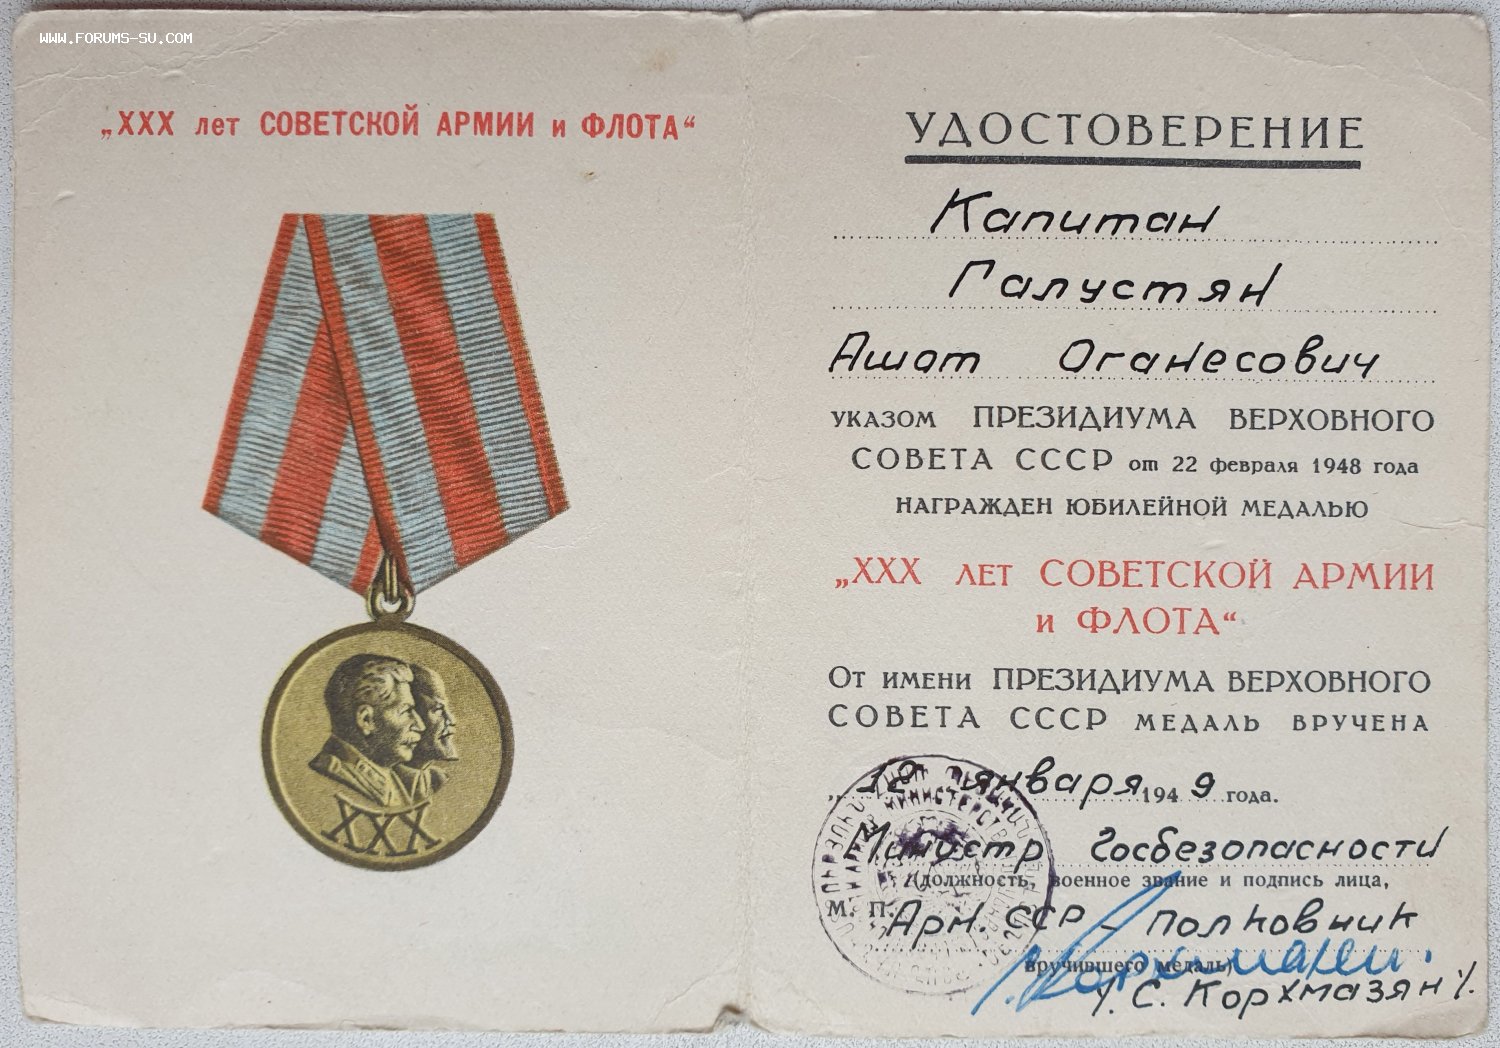 WWW.FORUMS-SU.COM
„XXX лет СОВЕТСКОЙ АРМИИ и ФЛОТА“
XXX
УДОСТОВЕРЕНИЕ
Капитан
Галустян
Ашот Оганесович
УКАЗОМ ПРЕЗИДИУМА ВЕРХОВНОГО
СОВЕТА СССР от 22 февраля 1948 года
НАГРАЖДЕН ЮБИЛЕЙНОЙ МЕДАЛЬЮ
„XXX ЛЕТ СОВЕТСКОЙ АРМИИ
И ФЛОТА“
ОТ ИМЕНИ ПРЕЗИДИУМА ВЕРХОВНОГО
СОВЕТА СССР МЕДАЛЬ ВРУЧЕНА
„12 января 1949 года.
Министр Госбезопасности
(должность, военное звание и подпись лица,
М. П. Арм. ССР – полковник
вручившего медаль)
/. С. Корхмазян /.